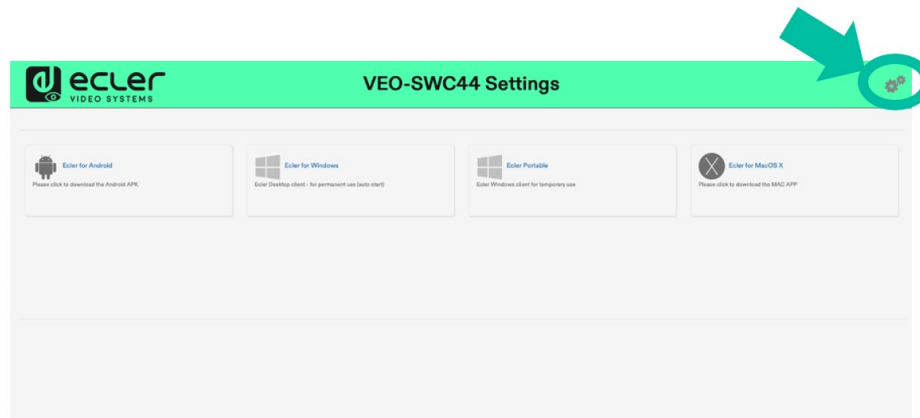 ecler
VIDEO SYSTEMS
VEO-SWC44 Settings
Ecler for Android
Please click to download the Android APK.
Ecler for Windows
Ecler Desktop client - for permanent use (auto start)
Ecler Portable
Ecler Windows client for temporary use
Ecler for MacOS X
Please click to download the MAC APP